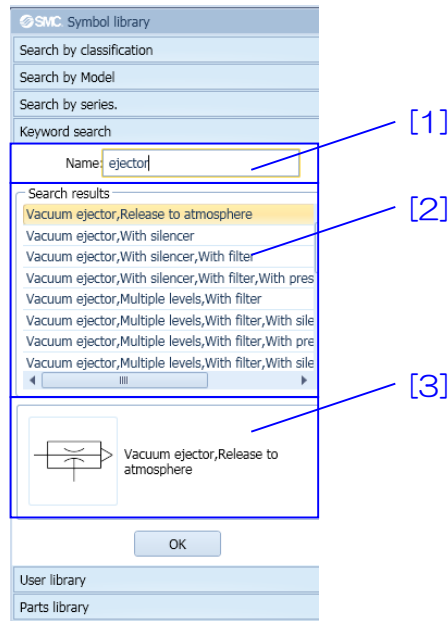 SMC Symbol library
Search by classification
Search by Model
Search by series.
Keyword search
[1]
Name: ejector
[2]
Search results
Vacuum ejector,Release to atmosphere
Vacuum ejector,With silencer
Vacuum ejector,With silencer,With filter
Vacuum ejector,With silencer,With filter,With pres
Vacuum ejector,Multiple levels,With filter
Vacuum ejector,Multiple levels,With filter,With sile
Vacuum ejector,Multiple levels,With filter,With pre
Vacuum ejector,Multiple levels,With filter,With sile
[3]
Vacuum ejector,Release to
atmosphere
OK
User library
Parts library